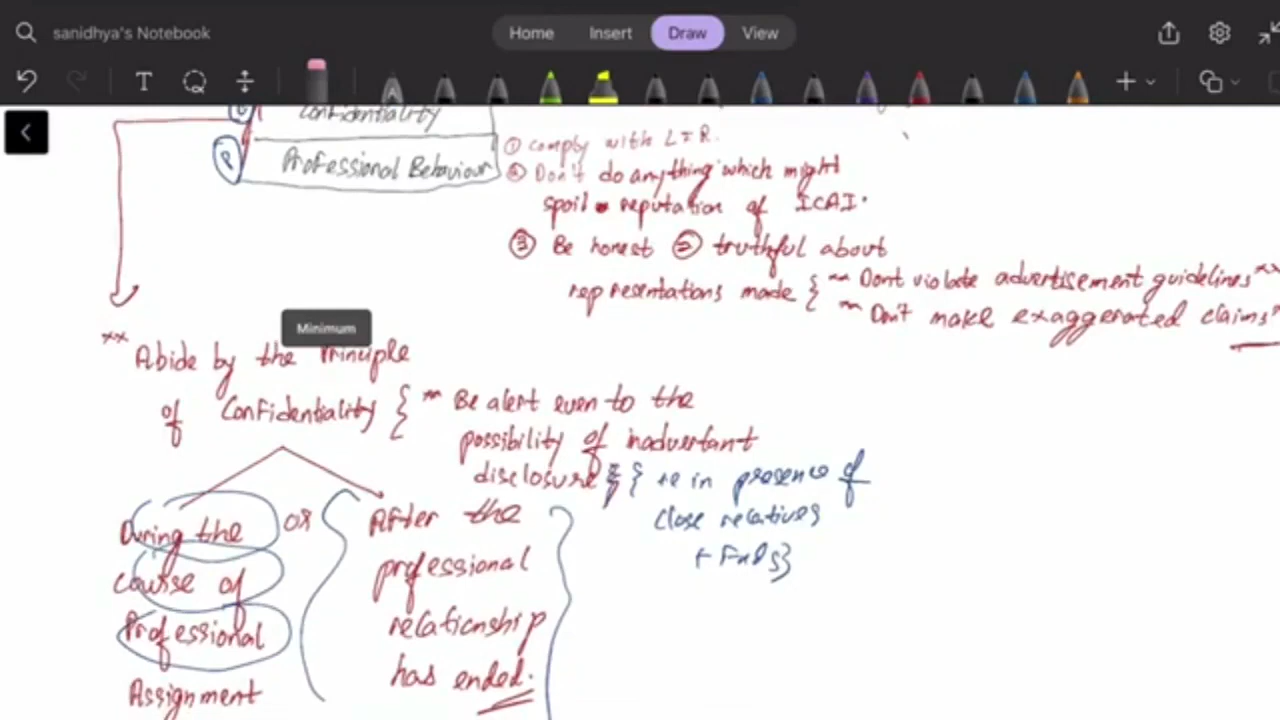 sanidhya's Notebook
Home Insert Draw View
Confidentiality
P Professional Behaviour
① comply with L&R.
② Don't do anything which might
spoil reputation of ICAI.
③ Be honest & truthful about
representations made { ** Dont violate advertisement guidelines**
** Don't make exaggerated claims
Minimum
** Abide by the Principle
of Confidentiality { ** Be alert even to the
possibility of inadvertant
disclosure } { in presence of
close relatives
+ Fnds}
During the
course of
Professional
Assignment
OR
After the
professional
relationship
has ended.